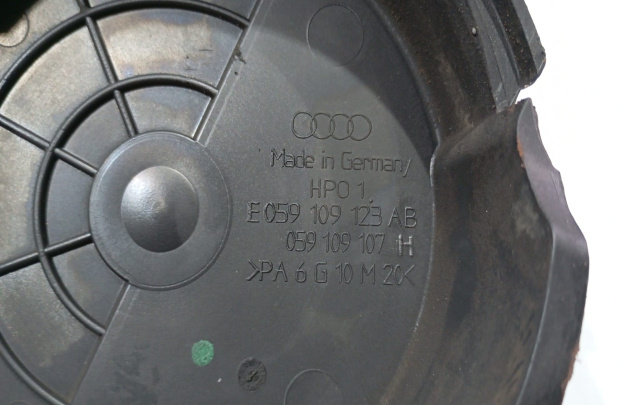 Made in Germany
HPO 1.
E 059 109 123 AB
059 109 107 H
>PA 6 G 10 M 20<